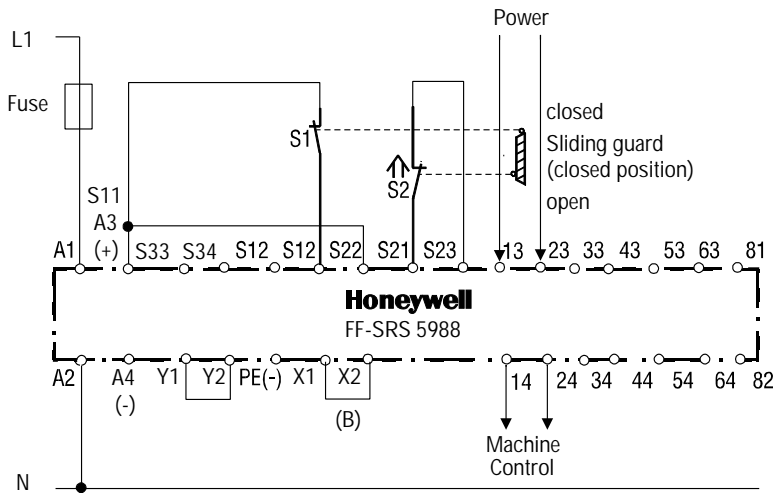 Power
L1
Fuse
closed
Sliding guard
(closed position)
open
S1
S2
S11
A3
(+)
A1 S33 S34 S12 S12 S22 S21 S23 13 23 33 43 53 63 81
Honeywell
FF-SRS 5988
A2 A4 Y1 Y2 PE(-) X1 X2 14 24 34 44 54 64 82
(-)
(B)
Machine
Control
N